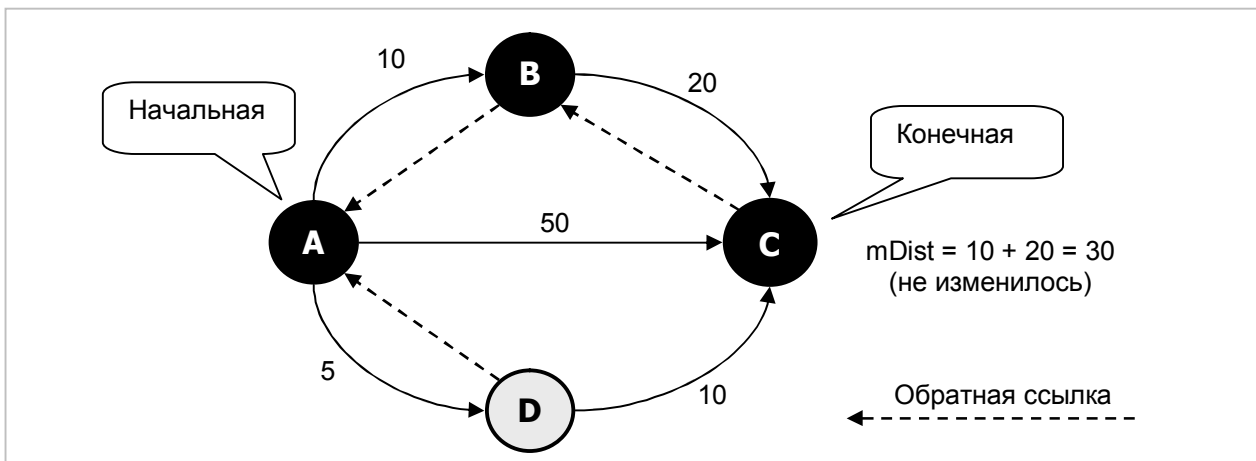 10
B
20
Начальная
Конечная
A
50
C
mDist = 10 + 20 = 30
(не изменилось)
5
D
10
Обратная ссылка